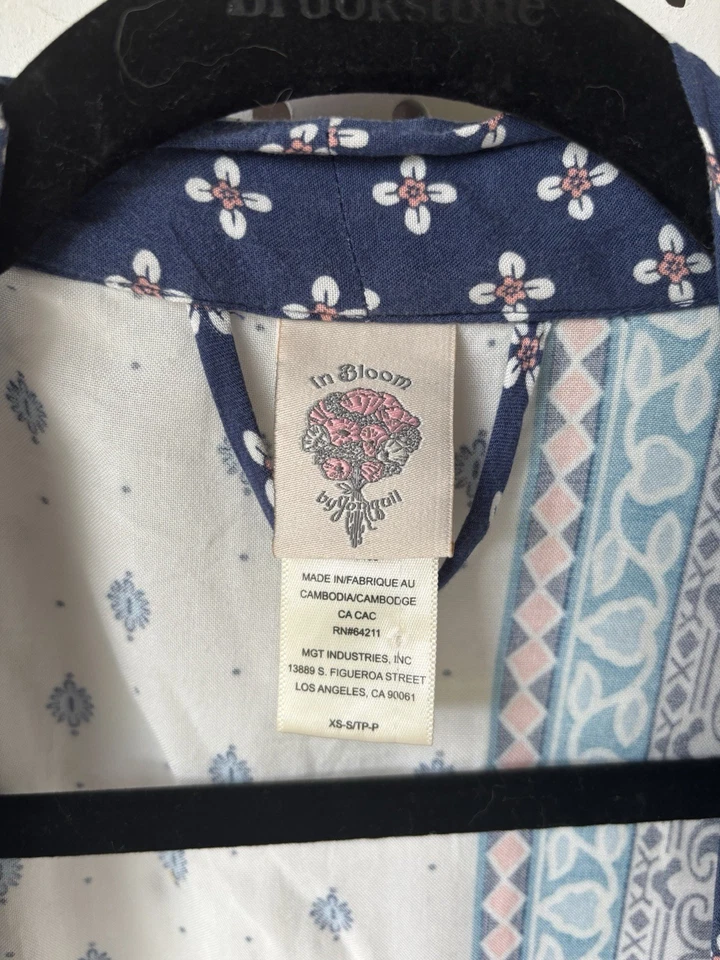 Brookstone
In Bloom
by Jonquil
MADE IN/FABRIQUE AU
CAMBODIA/CAMBODGE
CA CAC
RN#64211
MGT INDUSTRIES, INC
13889 S. FIGUEROA STREET
LOS ANGELES, CA 90061
XS-S/TP-P